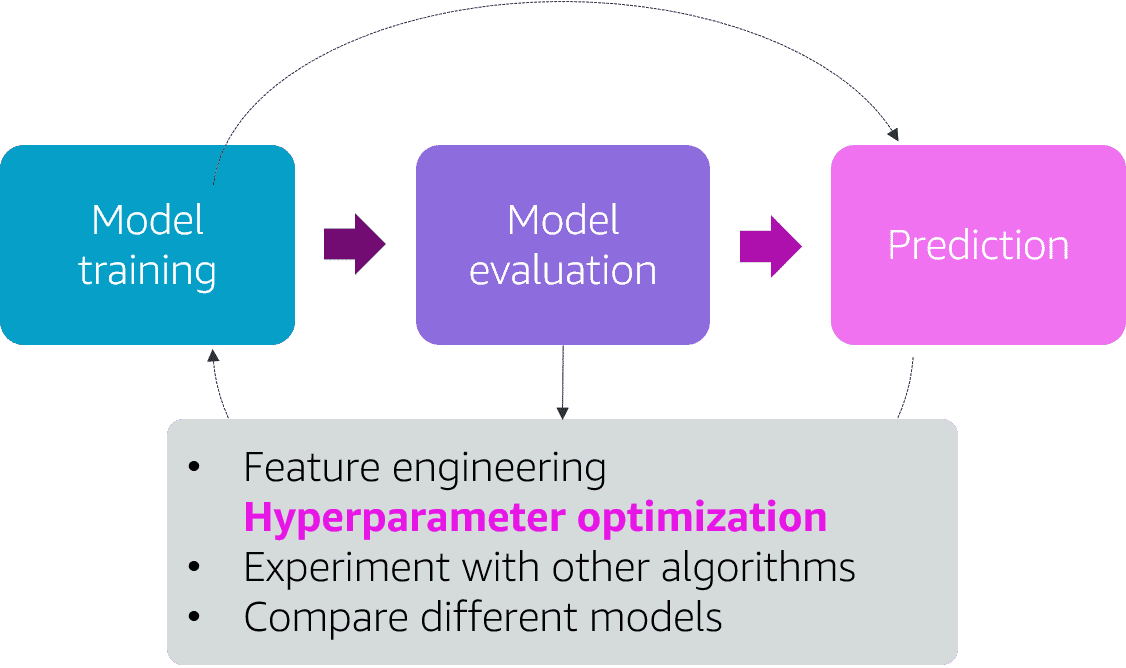 Model
training
Model
evaluation
Prediction
• Feature engineering
Hyperparameter optimization
• Experiment with other algorithms
• Compare different models